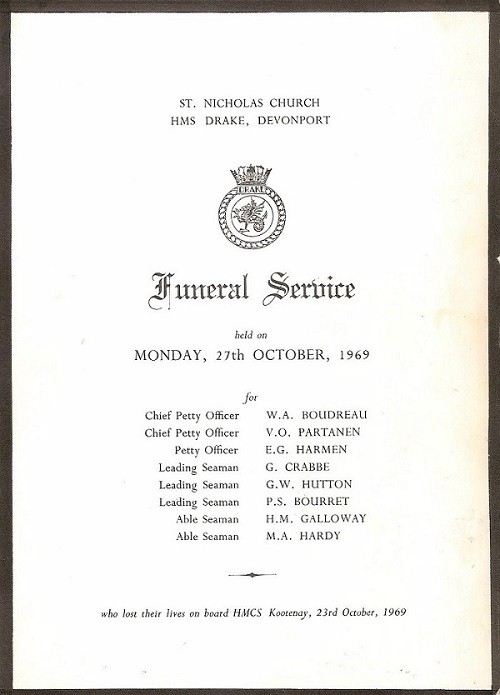 ST. NICHOLAS CHURCH
HMS DRAKE, DEVONPORT
DRAKE
Funeral Service
held on
MONDAY, 27th OCTOBER, 1969
for
Chief Petty Officer W.A. BOUDREAU
Chief Petty Officer V.O. PARTANEN
Petty Officer E.G. HARMEN
Leading Seaman G. CRABBE
Leading Seaman G.W. HUTTON
Leading Seaman P.S. BOURRET
Able Seaman H.M. GALLOWAY
Able Seaman M.A. HARDY
who lost their lives on board HMCS Kootenay, 23rd October, 1969